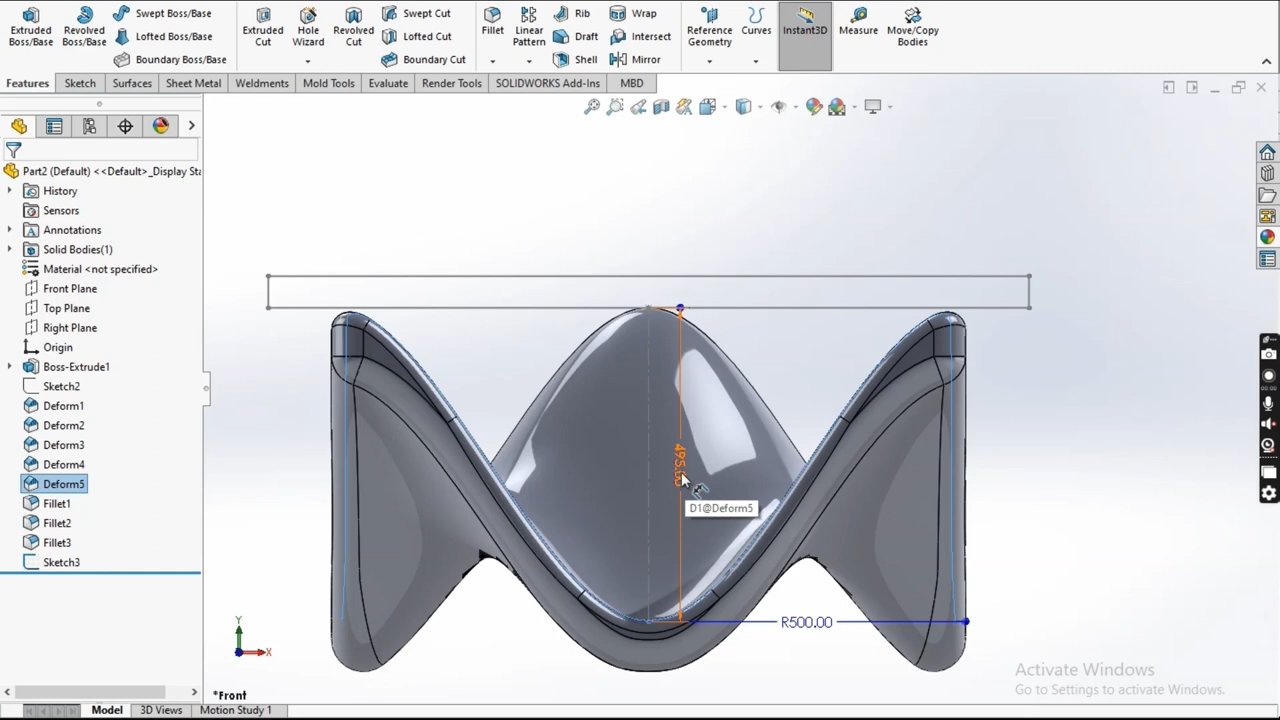 Extruded Boss/Base
Revolved Boss/Base
Swept Boss/Base
Lofted Boss/Base
Boundary Boss/Base
Extruded Cut
Hole Wizard
Revolved Cut
Swept Cut
Lofted Cut
Boundary Cut
Fillet
Linear Pattern
Rib
Draft
Shell
Wrap
Intersect
Mirror
Reference Geometry
Curves
Instant3D
Measure
Move/Copy Bodies
Features
Sketch
Surfaces
Sheet Metal
Weldments
Mold Tools
Evaluate
Render Tools
SOLIDWORKS Add-Ins
MBD
Part2 (Default) <<Default>_Display Sta
History
Sensors
Annotations
Solid Bodies(1)
Material <not specified>
Front Plane
Top Plane
Right Plane
Origin
Boss-Extrude1
Sketch2
Deform1
Deform2
Deform3
Deform4
Deform5
Fillet1
Fillet2
Fillet3
Sketch3
495.00
D1@Deform5
R500.00
Y
X
*Front
Activate Windows
Go to Settings to activate Windows.
Model
3D Views
Motion Study 1